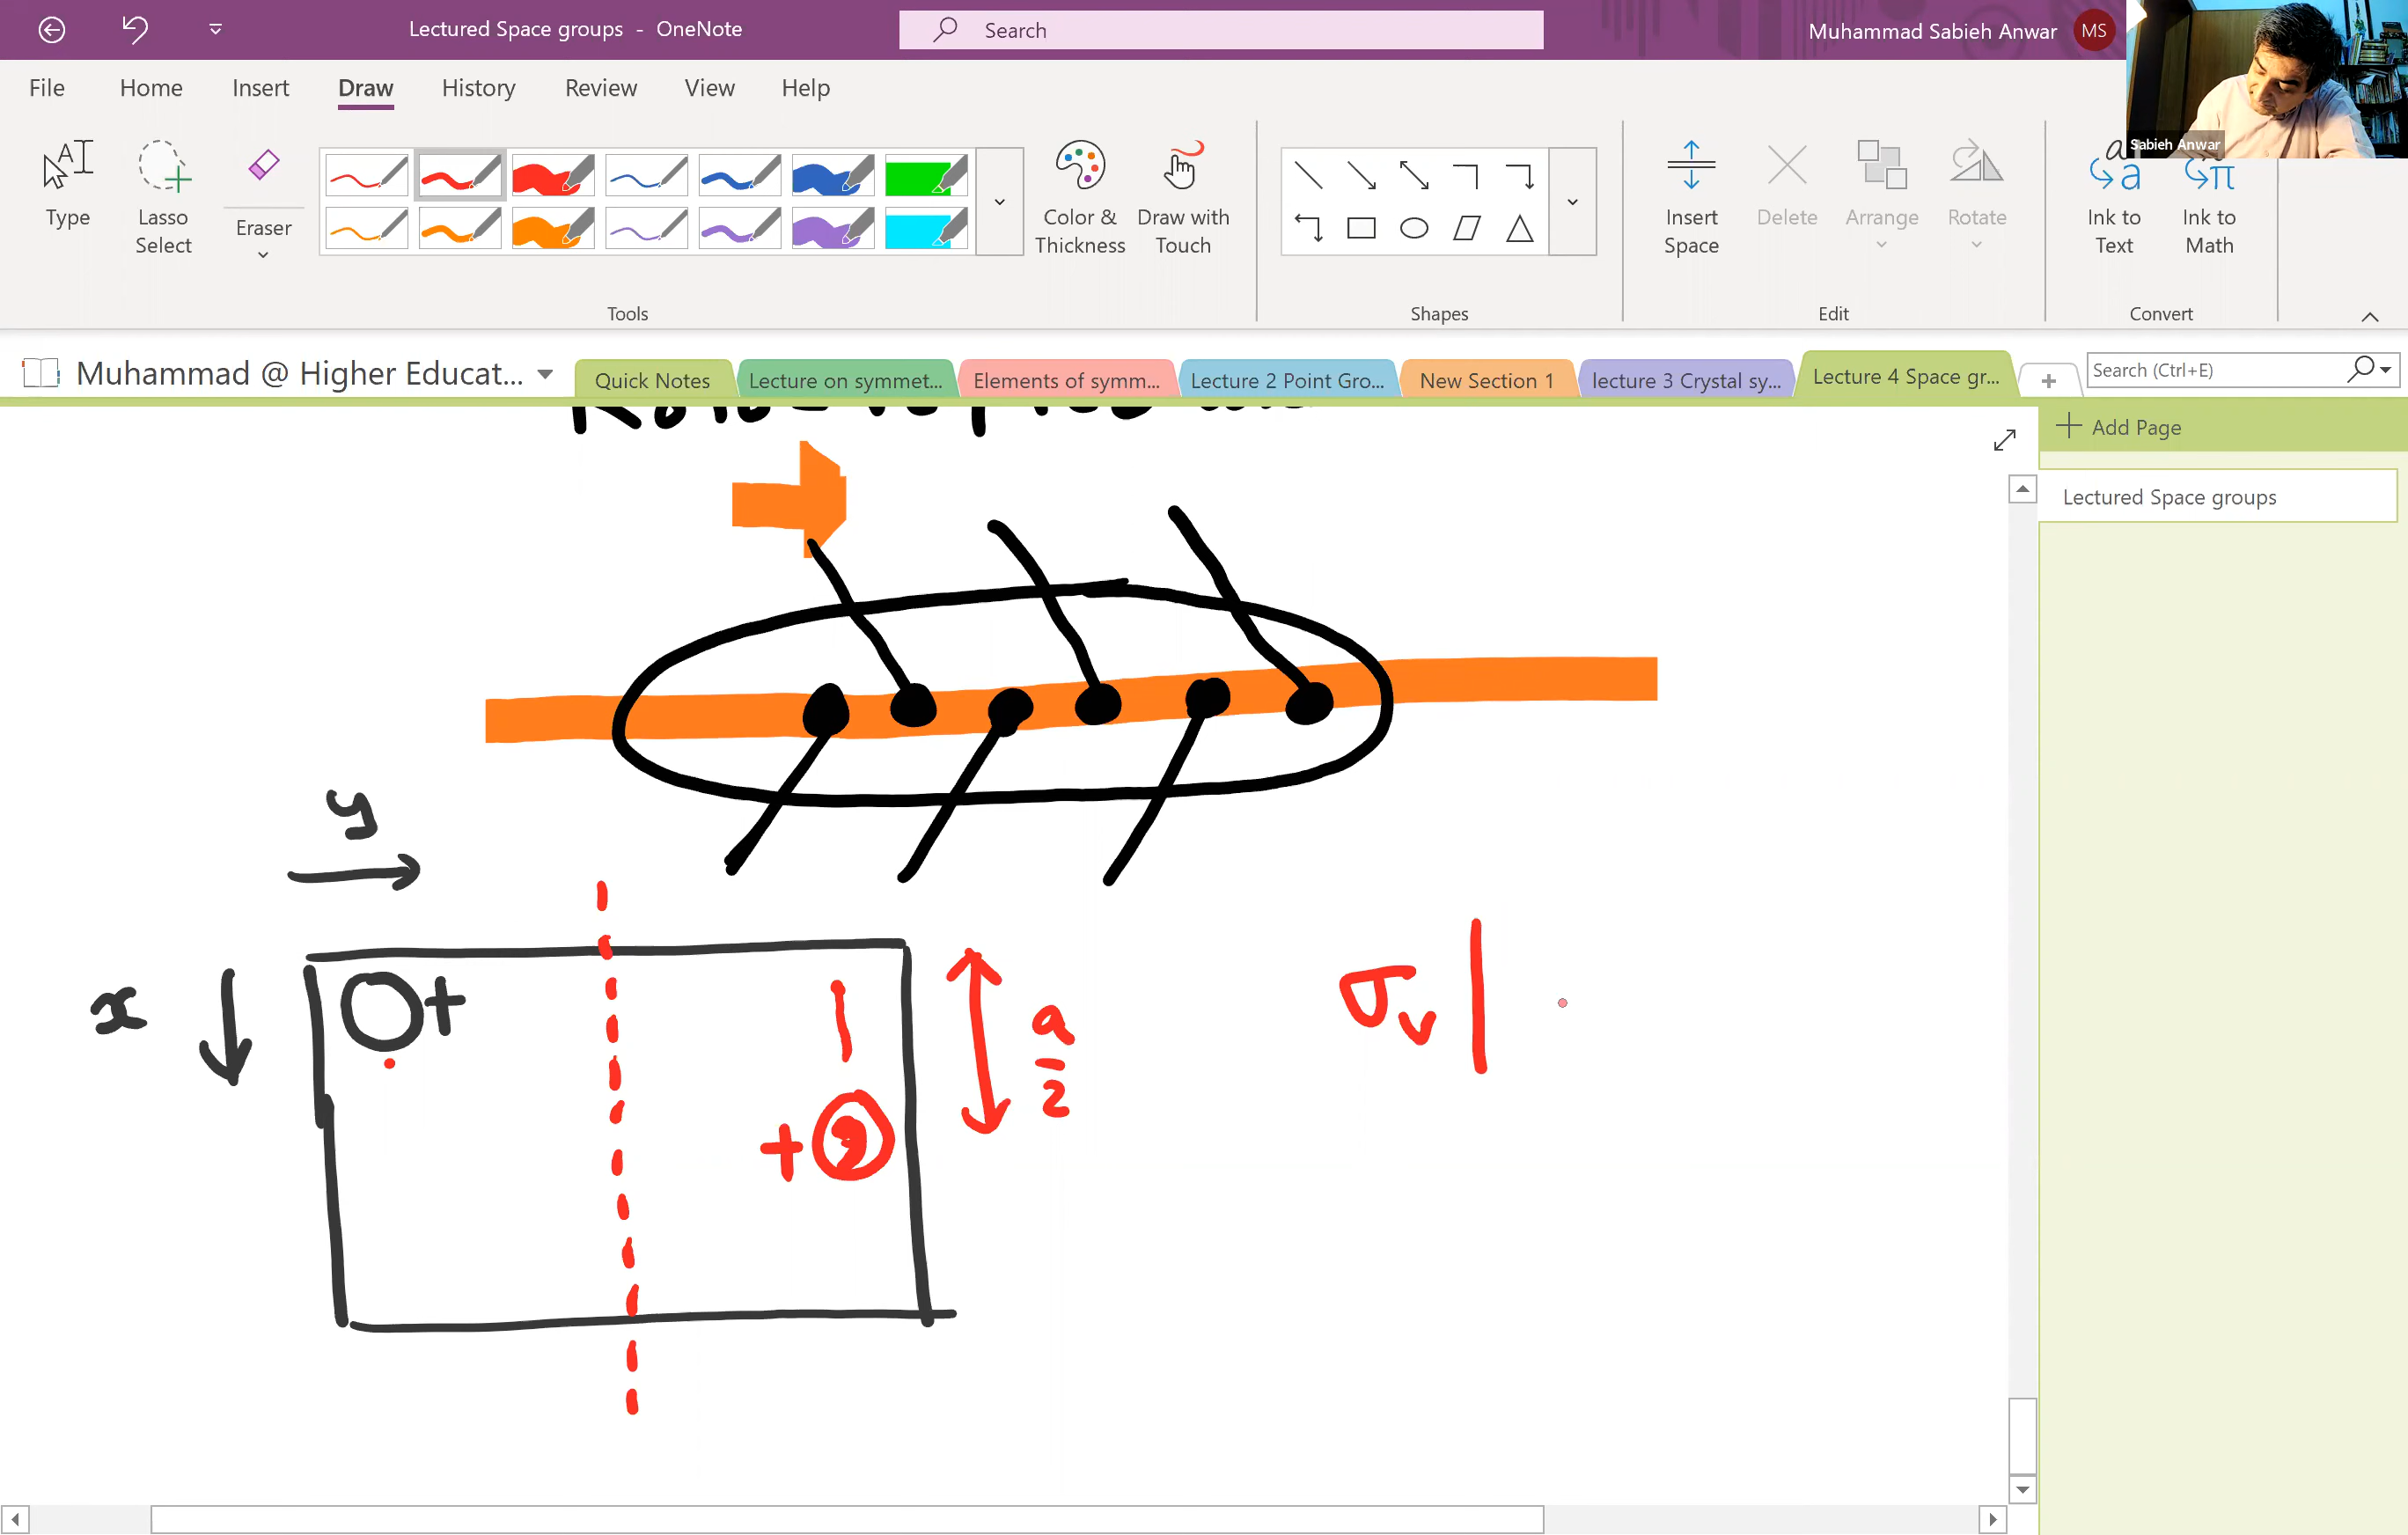 Lectured Space groups - OneNote
Search
Muhammad Sabieh Anwar
MS
Sabieh Anwar
File Home Insert Draw History Review View Help
Type
Lasso Select
Eraser
Color & Thickness
Draw with Touch
Insert Space
Delete
Arrange
Rotate
Ink to Text
Ink to Math
Tools
Shapes
Edit
Convert
Muhammad @ Higher Educat...
Quick Notes
Lecture on symmet...
Elements of symm...
Lecture 2 Point Gro...
New Section 1
lecture 3 Crystal sy...
Lecture 4 Space gr...
+
Search (Ctrl+E)
Add Page
Lectured Space groups
y
x
+
+
a
2
σv |